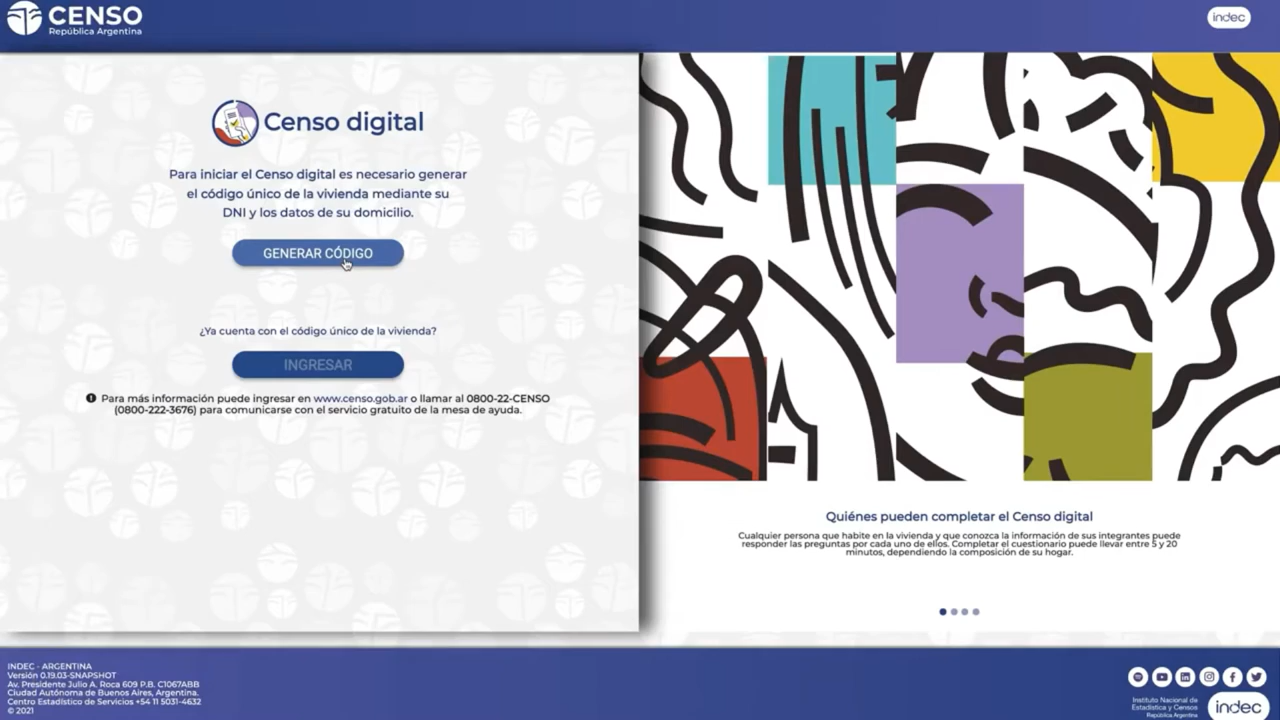 CENSO
República Argentina
indec
Censo digital
Para iniciar el Censo digital es necesario generar
el código único de la vivienda mediante su
DNI y los datos de su domicilio.
GENERAR CÓDIGO
¿Ya cuenta con el código único de la vivienda?
INGRESAR
Para más información puede ingresar en www.censo.gob.ar o llamar al 0800-22-CENSO
(0800-222-3676) para comunicarse con el servicio gratuito de la mesa de ayuda.
Quiénes pueden completar el Censo digital
Cualquier persona que habite en la vivienda y que conozca la información de sus integrantes puede
responder las preguntas por cada uno de ellos. Completar el cuestionario puede llevar entre 5 y 20
minutos, dependiendo la composición de su hogar.
INDEC - ARGENTINA
Versión 0.19.03-SNAPSHOT
Av. Presidente Julio A. Roca 609 P.B. C1067ABB
Ciudad Autónoma de Buenos Aires, Argentina.
Centro Estadístico de Servicios +54 11 5031-4632
© 2021
Instituto Nacional de
Estadística y Censos
República Argentina
indec